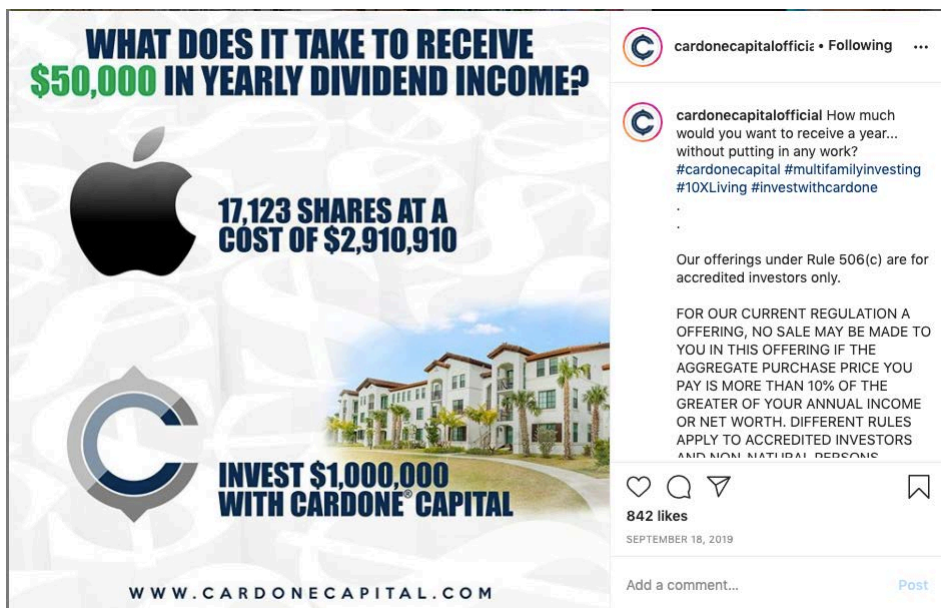 WHAT DOES IT TAKE TO RECEIVE
$50,000 IN YEARLY DIVIDEND INCOME?
17,123 SHARES AT A
COST OF $2,910,910
INVEST $1,000,000
WITH CARDONE® CAPITAL
WWW.CARDONECAPITAL.COM
cardonecapitalofficia • Following
cardonecapitalofficial How much
would you want to receive a year...
without putting in any work?
#cardonecapital #multifamilyinvesting
#10XLiving #investwithcardone
.
.
Our offerings under Rule 506(c) are for
accredited investors only.
FOR OUR CURRENT REGULATION A
OFFERING, NO SALE MAY BE MADE TO
YOU IN THIS OFFERING IF THE
AGGREGATE PURCHASE PRICE YOU
PAY IS MORE THAN 10% OF THE
GREATER OF YOUR ANNUAL INCOME
OR NET WORTH. DIFFERENT RULES
APPLY TO ACCREDITED INVESTORS
AND NON-NATURAL PERSONS
842 likes
SEPTEMBER 18, 2019
Add a comment...
Post